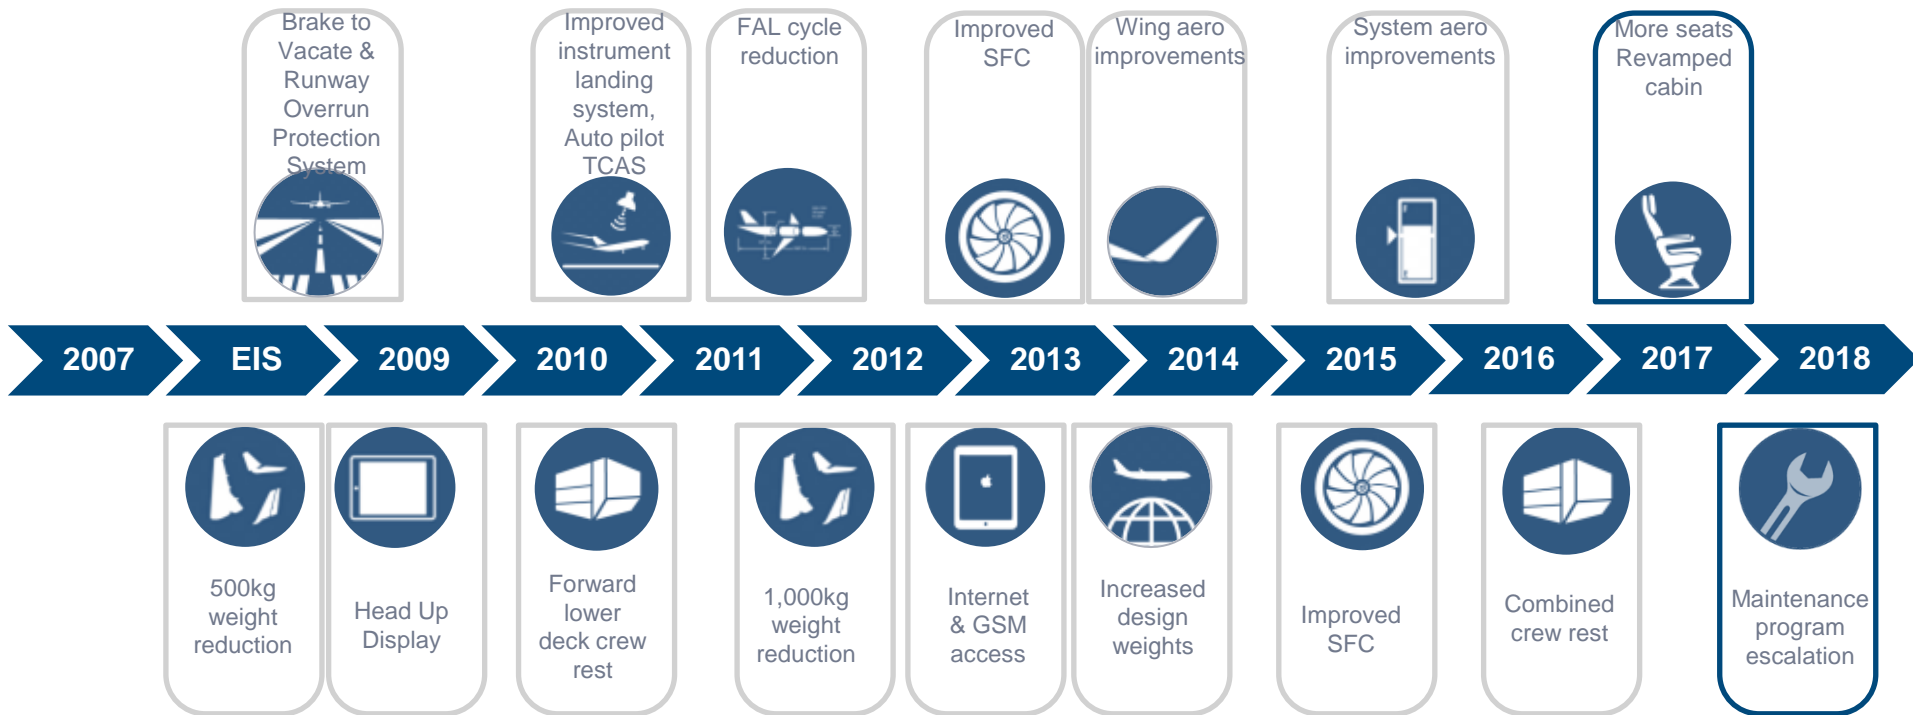 Brake to
Vacate &
Runway
Overrun
Protection
System
Improved
instrument
landing
system,
Auto pilot
TCAS
FAL cycle
reduction
Improved
SFC
Wing aero
improvements
System aero
improvements
More seats
Revamped
cabin
2007
EIS
2009
2010
2011
2012
2013
2014
2015
2016
2017
2018
500kg
weight
reduction
Head Up
Display
Forward
lower
deck crew
rest
1,000kg
weight
reduction
Internet
& GSM
access
Increased
design
weights
Improved
SFC
Combined
crew rest
Maintenance
program
escalation